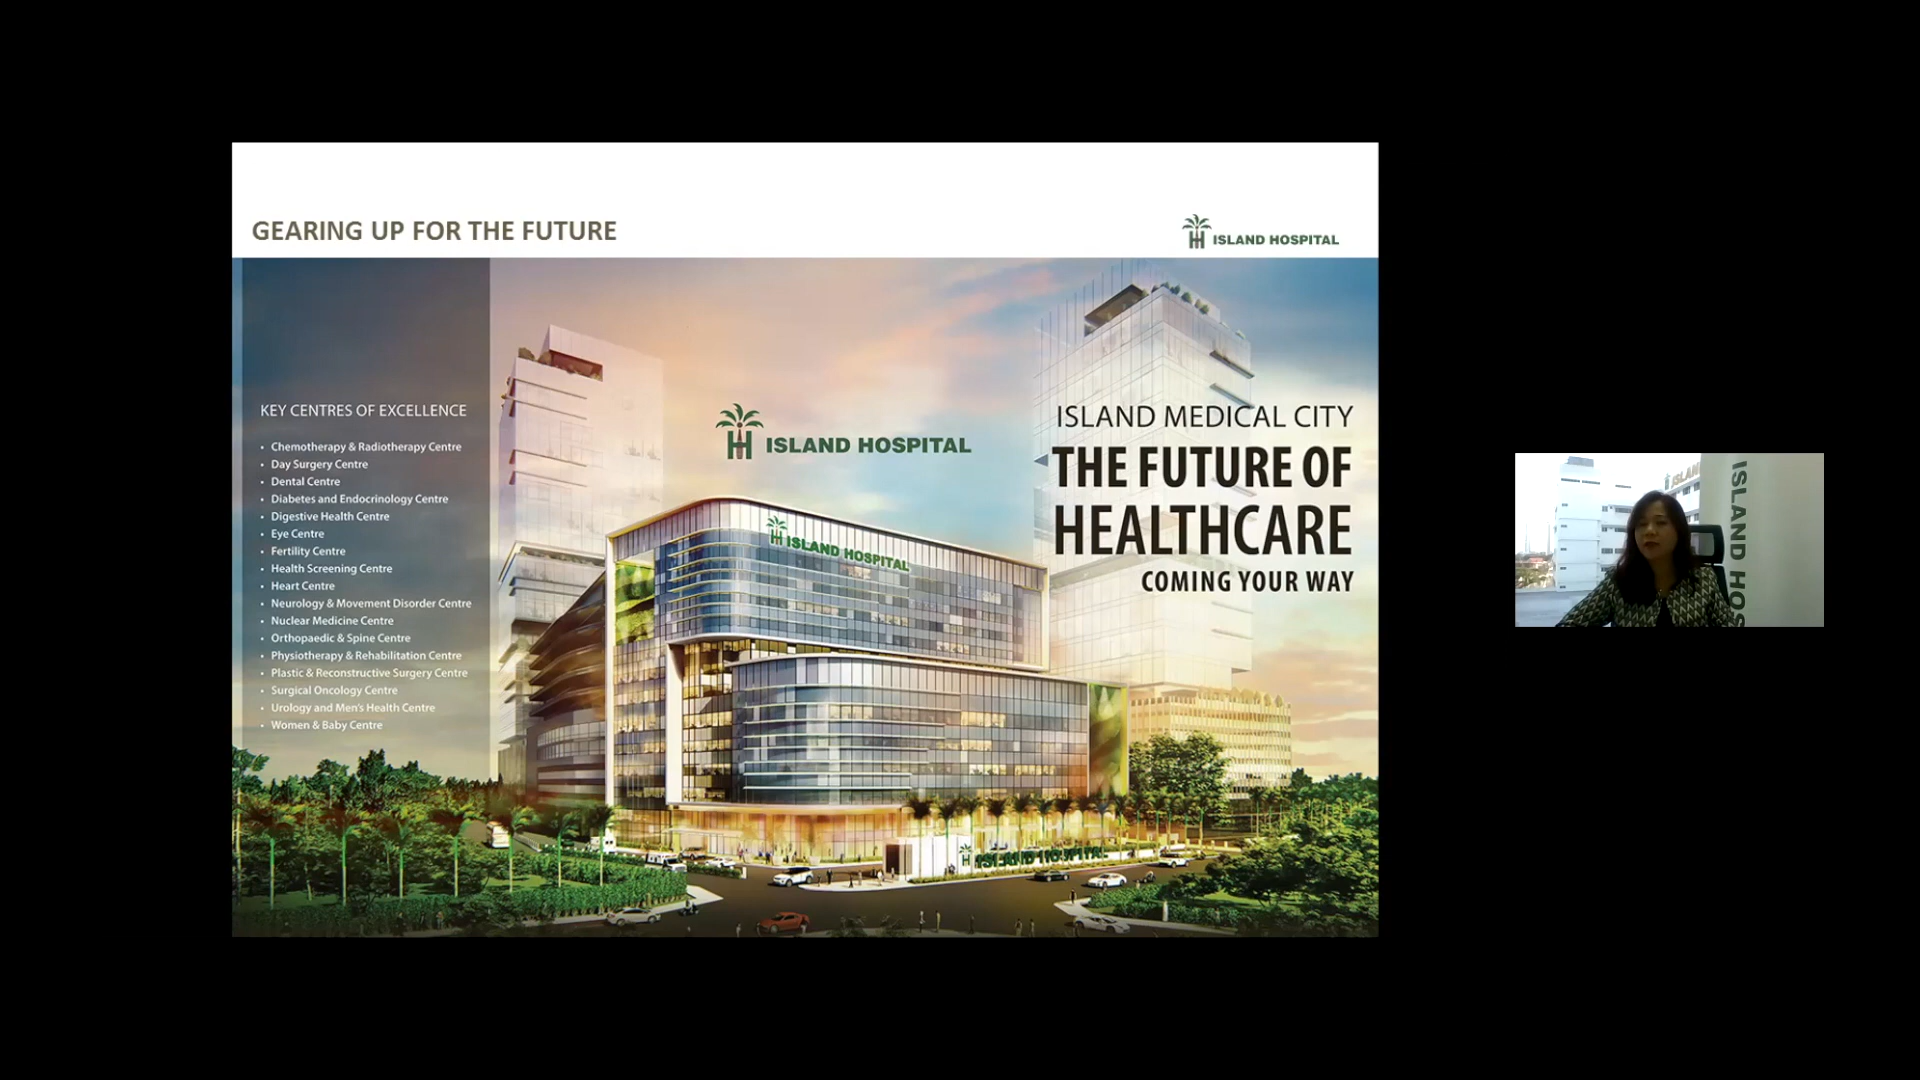 GEARING UP FOR THE FUTURE
ISLAND HOSPITAL
KEY CENTRES OF EXCELLENCE
• Chemotherapy & Radiotherapy Centre
• Day Surgery Centre
• Dental Centre
• Diabetes and Endocrinology Centre
• Digestive Health Centre
• Eye Centre
• Fertility Centre
• Health Screening Centre
• Heart Centre
• Neurology & Movement Disorder Centre
• Nuclear Medicine Centre
• Orthopaedic & Spine Centre
• Physiotherapy & Rehabilitation Centre
• Plastic & Reconstructive Surgery Centre
• Surgical Oncology Centre
• Urology and Men's Health Centre
• Women & Baby Centre
ISLAND HOSPITAL
ISLAND HOSPITAL
ISLAND HOSPITAL
ISLAND MEDICAL CITY
THE FUTURE OF
HEALTHCARE
COMING YOUR WAY
ISLAN
ISLAND HOS